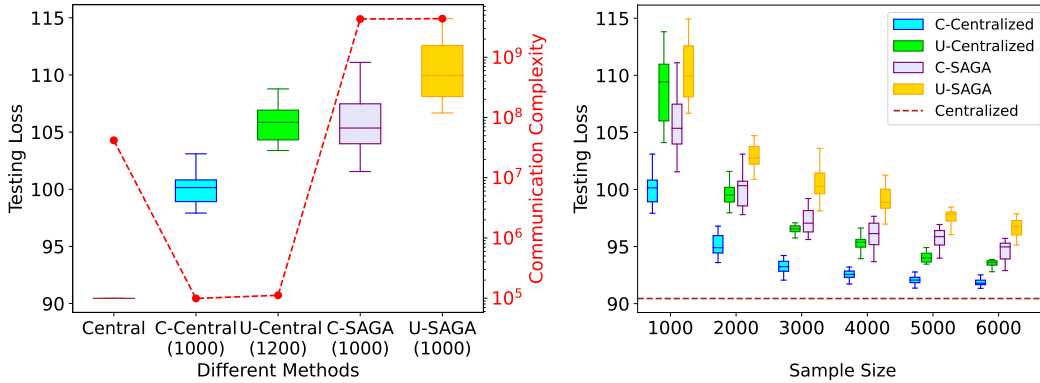 115
110
105
100
95
90
Testing Loss
10⁹
10⁸
10⁷
10⁶
10⁵
Communication Complexity
Central
C-Central
(1000)
U-Central
(1200)
C-SAGA
(1000)
U-SAGA
(1000)
Different Methods
115
110
105
100
95
90
Testing Loss
C-Centralized
U-Centralized
C-SAGA
U-SAGA
Centralized
1000
2000
3000
4000
5000
6000
Sample Size